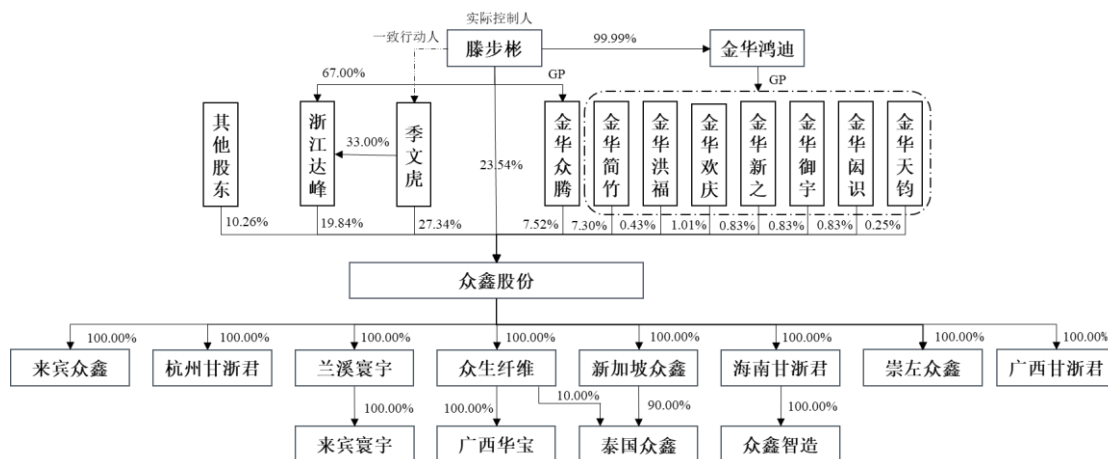 实际控制人
一致行动人
滕步彬
99.99%
金华鸿迪
67.00%
GP
GP
其他股东
浙江达峰
33.00%
季文虎
23.54%
金华众腾
金华简竹
金华洪福
金华欢庆
金华新之
金华御宇
金华闳识
金华天钧
10.26%
19.84%
27.34%
7.52%
7.30%
0.43%
1.01%
0.83%
0.83%
0.83%
0.25%
众鑫股份
100.00%
100.00%
100.00%
100.00%
100.00%
100.00%
100.00%
100.00%
来宾众鑫
杭州甘浙君
兰溪寰宇
众生纤维
新加坡众鑫
海南甘浙君
崇左众鑫
广西甘浙君
100.00%
100.00%
10.00%
90.00%
100.00%
来宾寰宇
广西华宝
泰国众鑫
众鑫智造